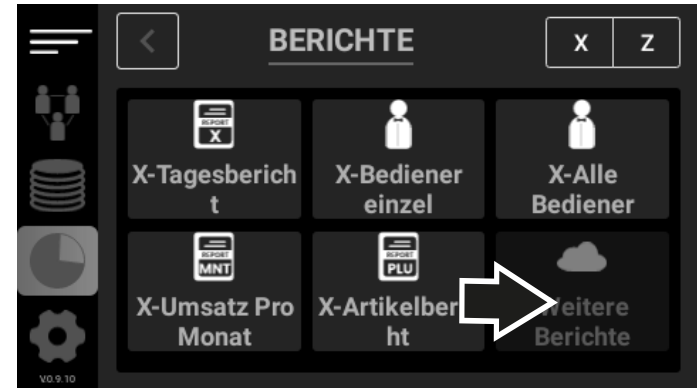 BERICHTE
X Z
REPORT
X
X-Tagesberich
t
X-Bediener
einzel
X-Alle
Bediener
REPORT
MNT
X-Umsatz Pro
Monat
REPORT
PLU
X-Artikelber
ht
Weitere
Berichte
V0.9.10